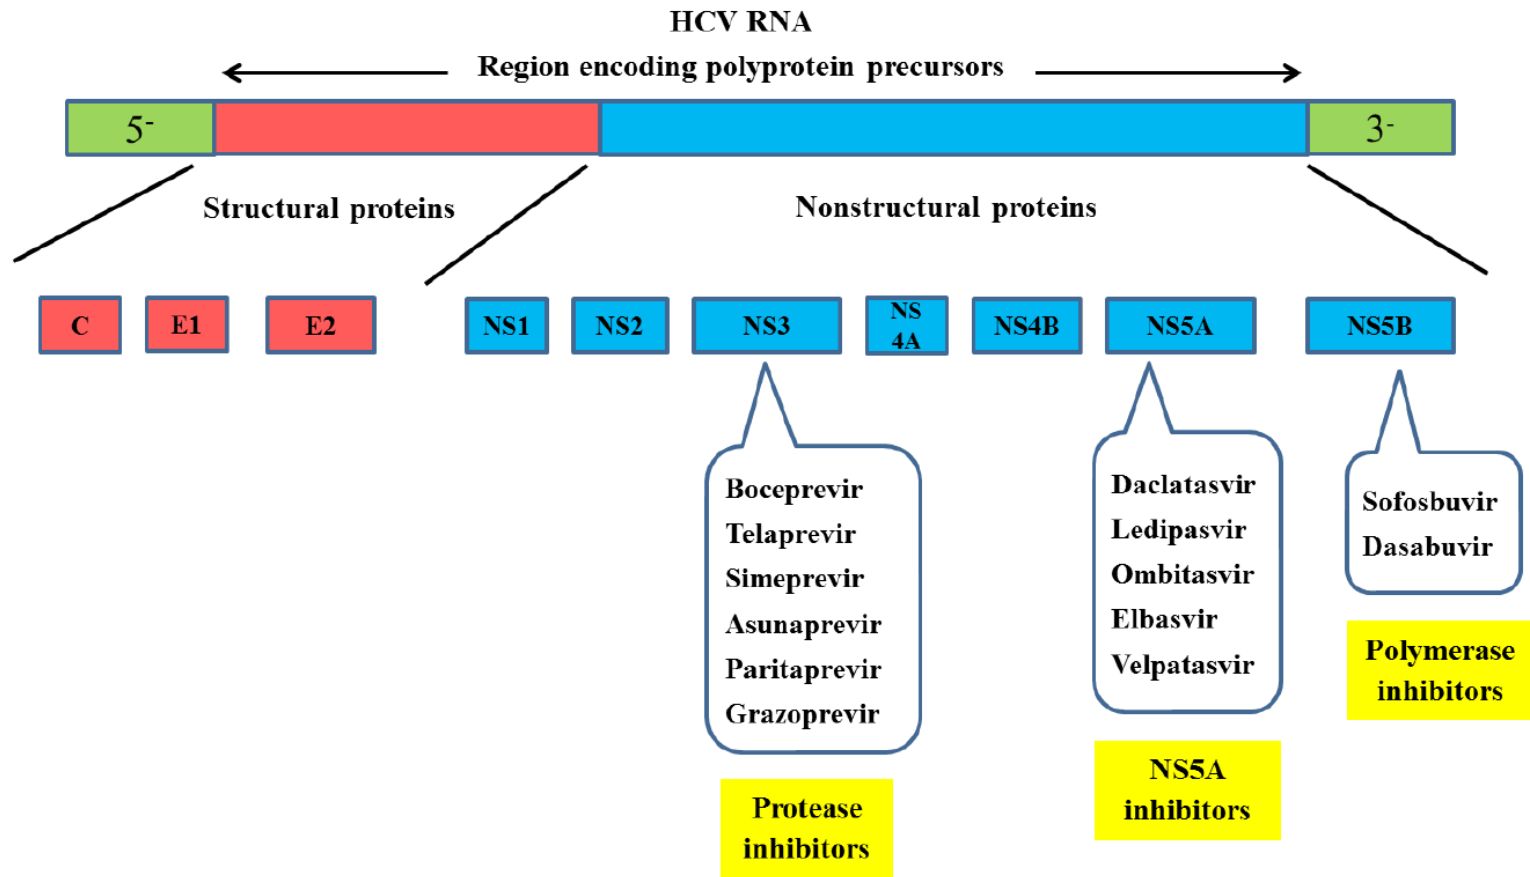 HCV RNA
Region encoding polyprotein precursors
5-
3-
Structural proteins
Nonstructural proteins
C
E1
E2
NS1
NS2
NS3
NS
4A
NS4B
NS5A
NS5B
Boceprevir
Telaprevir
Simeprevir
Asunaprevir
Paritaprevir
Grazoprevir
Protease
inhibitors
Daclatasvir
Ledipasvir
Ombitasvir
Elbasvir
Velpatasvir
NS5A
inhibitors
Sofosbuvir
Dasabuvir
Polymerase
inhibitors